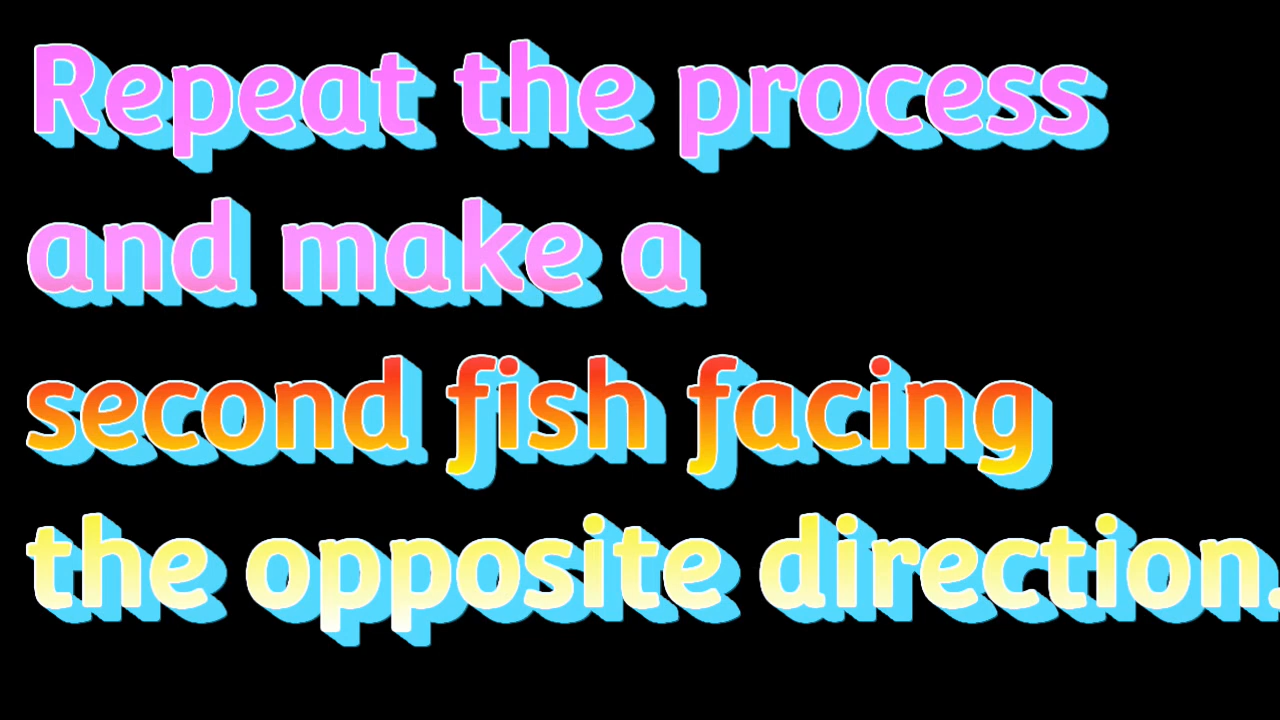 Repeat the process
and make a
second fish facing
the opposite direction.